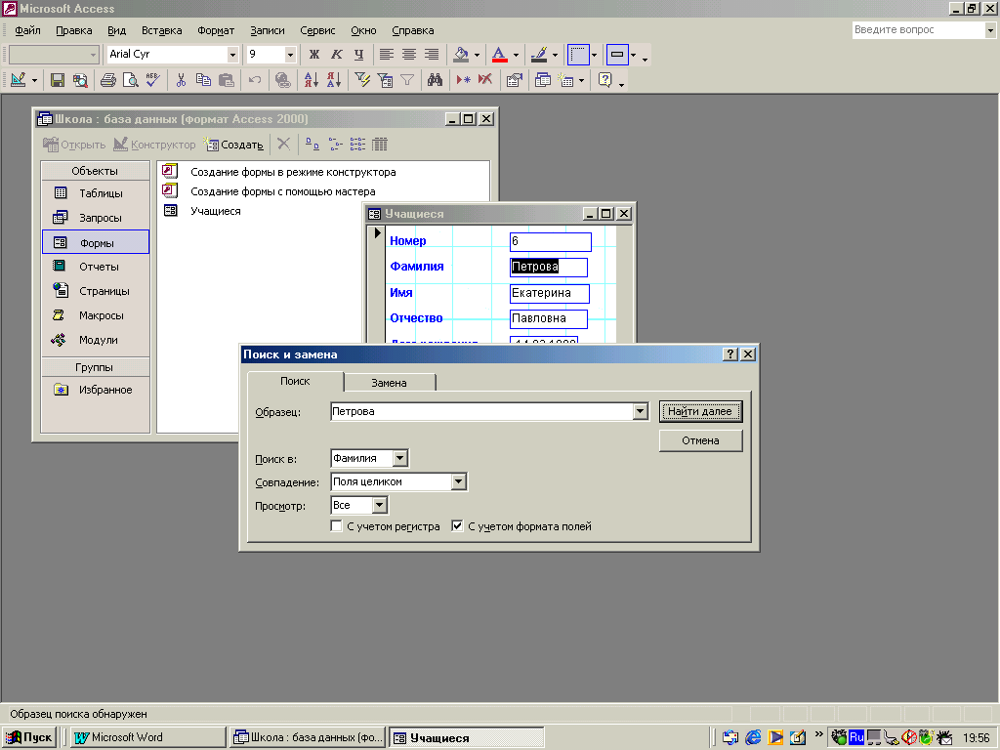 Microsoft Access
Файл Правка Вид Вставка Формат Записи Сервис Окно Справка
Введите вопрос
Arial Cyr 9 Ж К Ч
Школа : база данных (формат Access 2000)
Открыть Конструктор Создать
Объекты
Таблицы
Запросы
Формы
Отчеты
Страницы
Макросы
Модули
Группы
Избранное
Создание формы в режиме конструктора
Создание формы с помощью мастера
Учащиеся
Учащиеся
Номер 6
Фамилия Петрова
Имя Екатерина
Отчество Павловна
Поиск и замена
Поиск Замена
Образец: Петрова Найти далее
Отмена
Поиск в: Фамилия
Совпадение: Поля целиком
Просмотр: Все
С учетом регистра С учетом формата полей
Образец поиска обнаружен
Пуск Microsoft Word Школа : база данных (фо... Учащиеся Ru 19:56